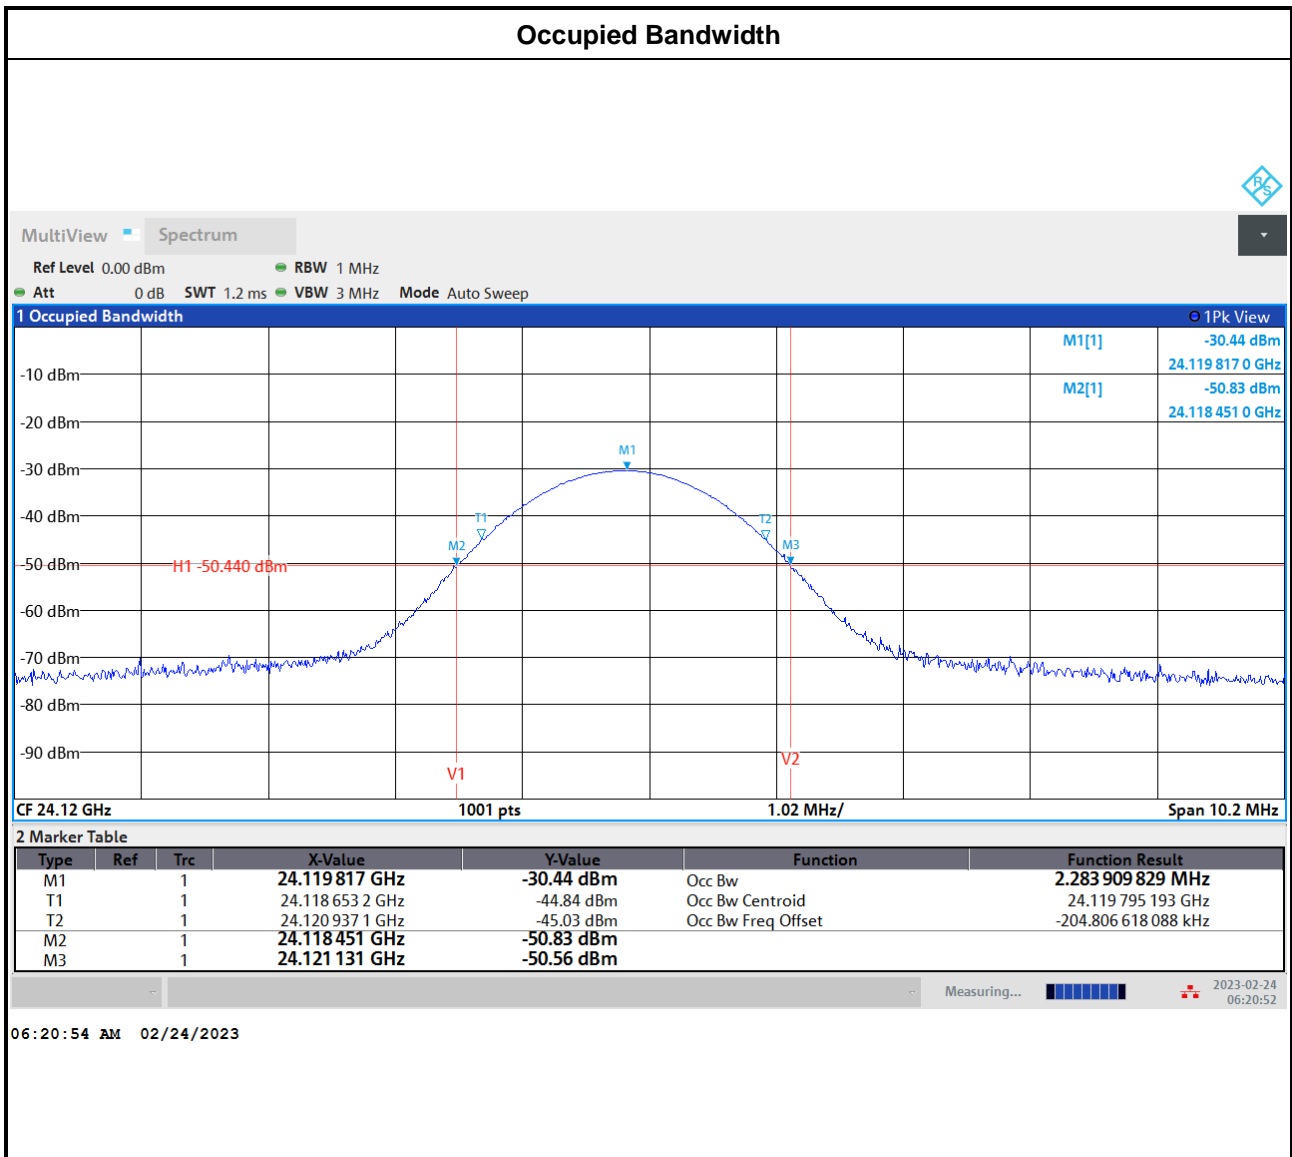 Occupied Bandwidth
R/S
MultiView Spectrum
Ref Level 0.00 dBm RBW 1 MHz
Att 0 dB SWT 1.2 ms VBW 3 MHz Mode Auto Sweep
1 Occupied Bandwidth 1Pk View
M1[1] -30.44 dBm
24.119 817 0 GHz
-10 dBm
M2[1] -50.83 dBm
24.118 451 0 GHz
-20 dBm
M1
-30 dBm
-40 dBm
T1 T2
M2 M3
-50 dBm
H1 -50.440 dBm
-60 dBm
-70 dBm
-80 dBm
-90 dBm
V2
V1
CF 24.12 GHz 1001 pts 1.02 MHz/ Span 10.2 MHz
2 Marker Table
Type Ref Trc X-Value Y-Value Function Function Result
M1 1 24.119 817 GHz -30.44 dBm Occ Bw 2.283 909 829 MHz
T1 1 24.118 653 2 GHz -44.84 dBm Occ Bw Centroid 24.119 795 193 GHz
T2 1 24.120 937 1 GHz -45.03 dBm Occ Bw Freq Offset -204.806 618 088 kHz
M2 1 24.118 451 GHz -50.83 dBm
M3 1 24.121 131 GHz -50.56 dBm
Measuring... 2023-02-24
06:20:52
06:20:54 AM 02/24/2023